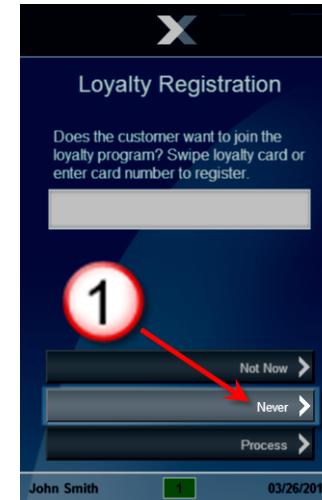 Loyalty Registration
Does the customer want to join the
loyalty program? Swipe loyalty card or
enter card number to register.
1
Not Now
Never
Process
John Smith 1 03/26/201